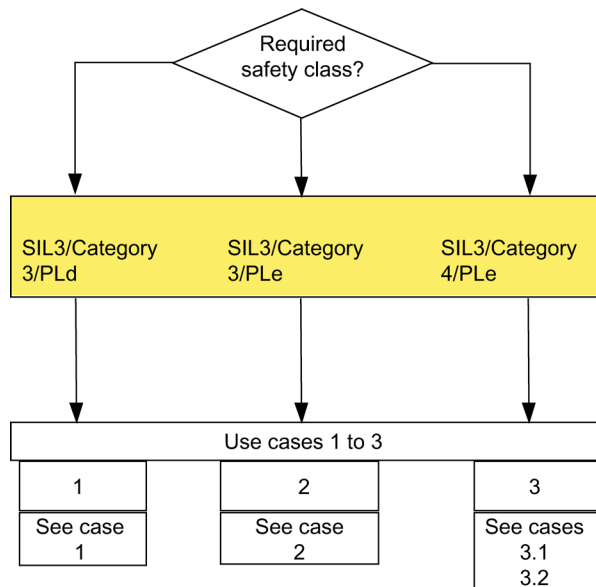 Required
safety class?
SIL3/Category
3/PLd
SIL3/Category
3/PLe
SIL3/Category
4/PLe
Use cases 1 to 3
1
2
3
See case
1
See case
2
See cases
3.1
3.2